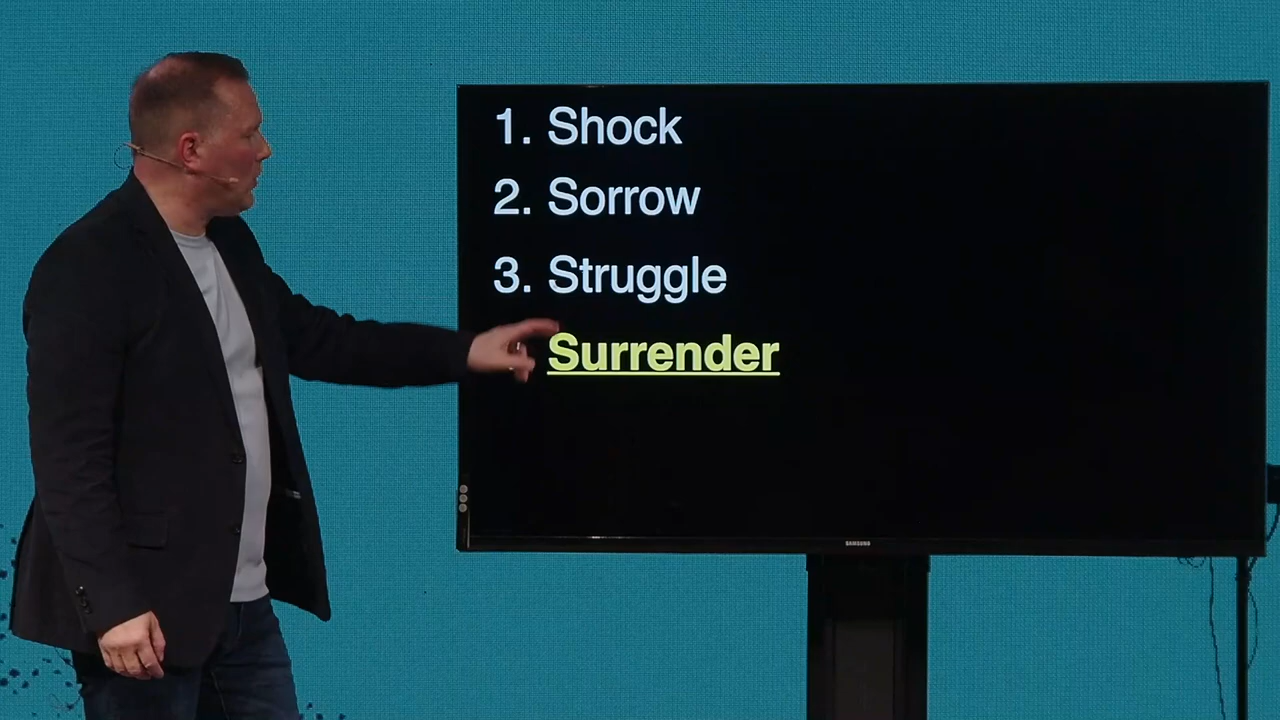 1. Shock
2. Sorrow
3. Struggle
Surrender
SAMSUNG